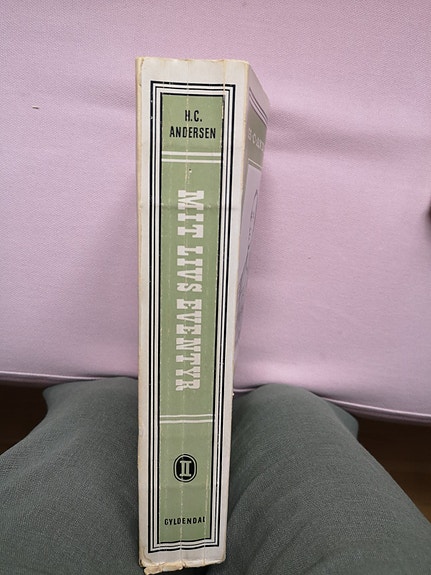 H.C.
ANDERSEN
MIT LIVS EVENTYR
II
GYLDENDAL